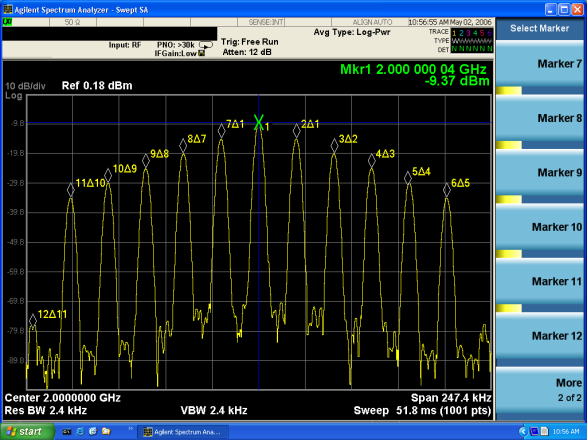 Agilent Spectrum Analyzer - Swept SA
50 Ω
SENSE:INT
ALIGN AUTO
10:56:55 AM May 02, 2006
Input: RF
PNO: >30k
IFGain:Low
Trig: Free Run
Atten: 12 dB
Avg Type: Log-Pwr
TRACE 1 2 3 4 5 6
TYPE
DET N N N N N N
Mkr1 2.000 000 04 GHz
-9.37 dBm
10 dB/div
Ref 0.18 dBm
Log
-9.8
-19.8
-29.8
-39.8
-49.8
-59.8
-69.8
-79.8
-89.8
12Δ11
11Δ10
10Δ9
9Δ8
8Δ7
7Δ1
1
2Δ1
3Δ2
4Δ3
5Δ4
6Δ5
Center 2.0000000 GHz
Span 247.4 kHz
Res BW 2.4 kHz
VBW 2.4 kHz
Sweep 51.8 ms (1001 pts)
Select Marker
Marker 7
Marker 8
Marker 9
Marker 10
Marker 11
Marker 12
More
2 of 2
start
Agilent Spectrum Ana...
10:56 AM